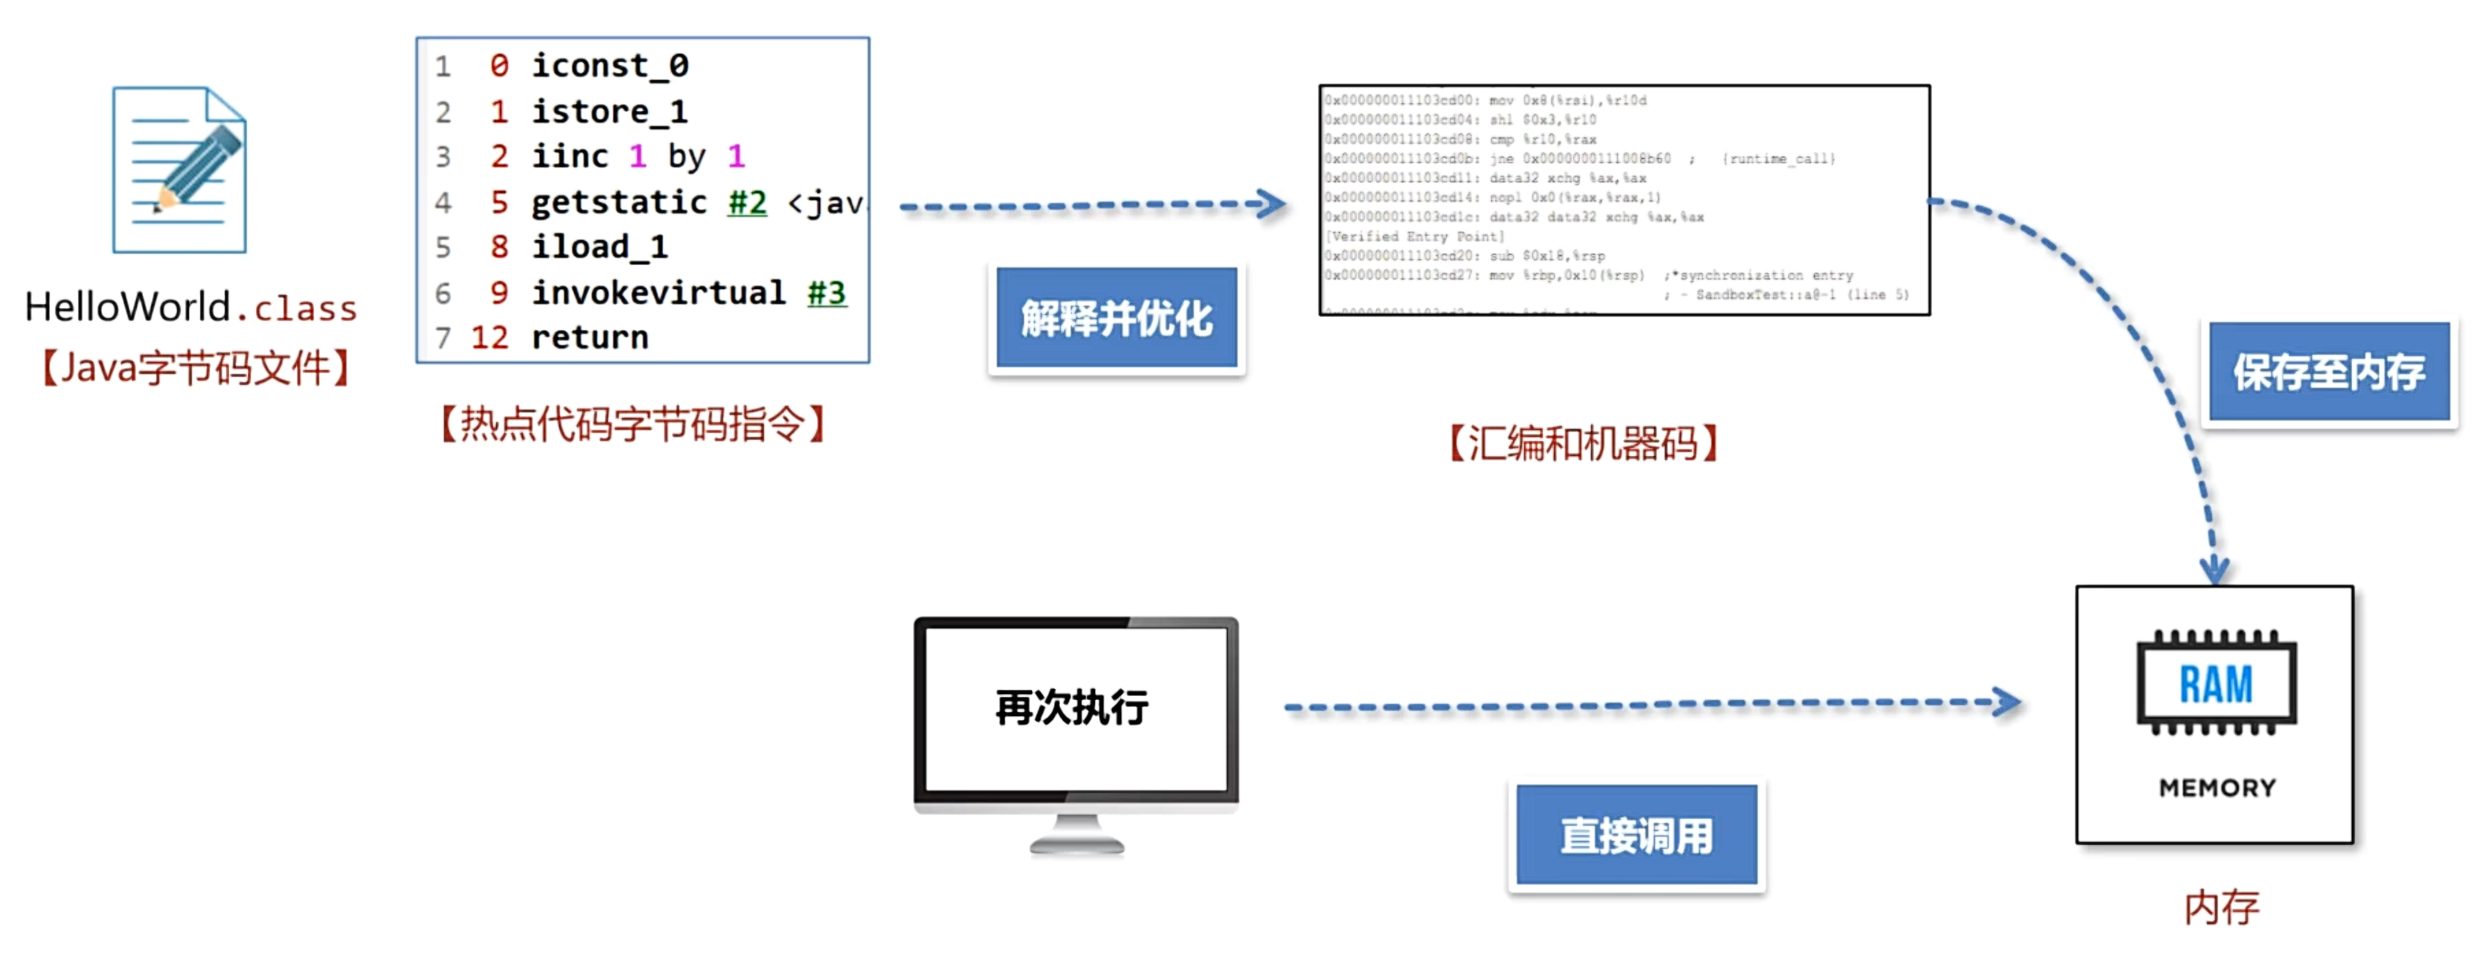 HelloWorld.class
【Java字节码文件】
1 0 iconst_0
2 1 istore_1
3 2 iinc 1 by 1
4 5 getstatic #2 <jav
5 8 iload_1
6 9 invokevirtual #3
7 12 return
【热点代码字节码指令】
解释并优化
0x000000011103cd00: mov 0x8(%rsi),%r10d
0x000000011103cd04: shl $0x3,%r10
0x000000011103cd08: cmp %r10,%rax
0x000000011103cd0b: jne 0x0000000111008b60 ; {runtime_call}
0x000000011103cd11: data32 xchg %ax,%ax
0x000000011103cd14: nopl 0x0(%rax,%rax,1)
0x000000011103cd1c: data32 data32 xchg %ax,%ax
[Verified Entry Point]
0x000000011103cd20: sub $0x18,%rsp
0x000000011103cd27: mov %rbp,0x10(%rsp) ;*synchronization entry
; - SandboxTest::a@-1 (line 5)
【汇编和机器码】
保存至内存
再次执行
直接调用
RAM
MEMORY
内存